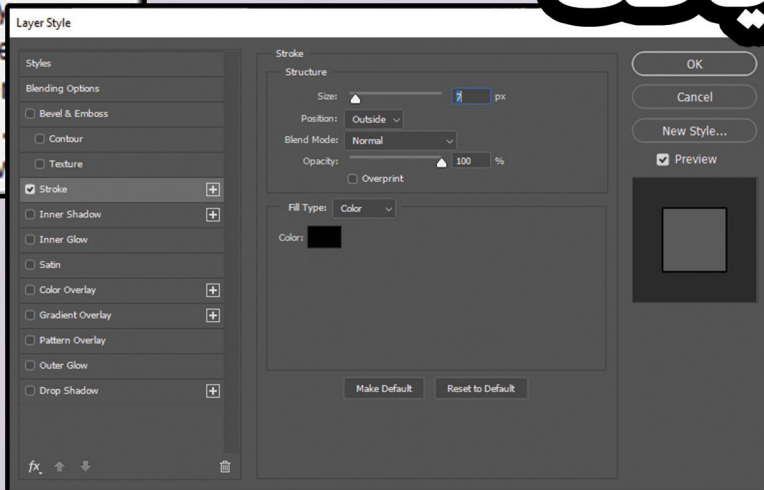 Layer Style
Styles
Blending Options
Bevel & Emboss
Contour
Texture
Stroke
Inner Shadow
Inner Glow
Satin
Color Overlay
Gradient Overlay
Pattern Overlay
Outer Glow
Drop Shadow
fx
Stroke
Structure
Size: 7 px
Position: Outside
Blend Mode: Normal
Opacity: 100 %
Overprint
Fill Type: Color
Color:
Make Default Reset to Default
OK
Cancel
New Style...
Preview